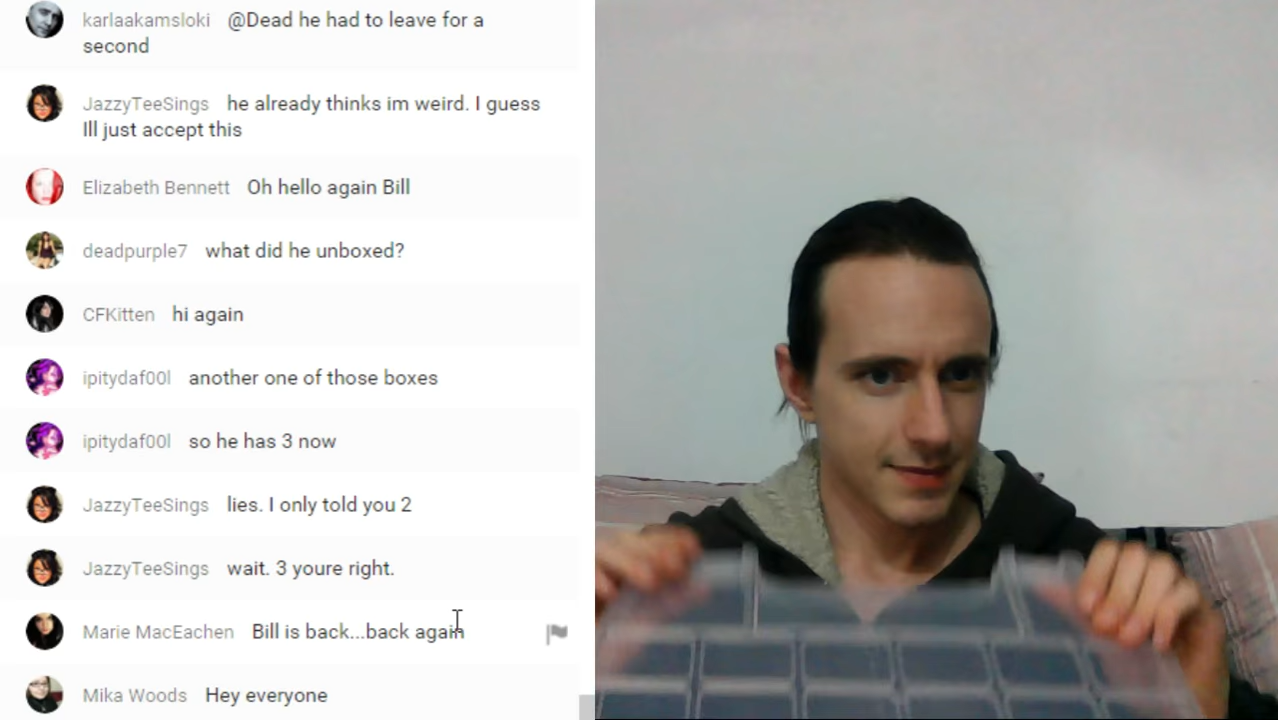 karlaakamsloki @Dead he had to leave for a
second
JazzyTeeSings he already thinks im weird. I guess
Ill just accept this
Elizabeth Bennett Oh hello again Bill
deadpurple7 what did he unboxed?
CFKitten hi again
ipitydaf00l another one of those boxes
ipitydaf00l so he has 3 now
JazzyTeeSings lies. I only told you 2
JazzyTeeSings wait. 3 youre right.
Marie MacEachen Bill is back...back again
Mika Woods Hey everyone